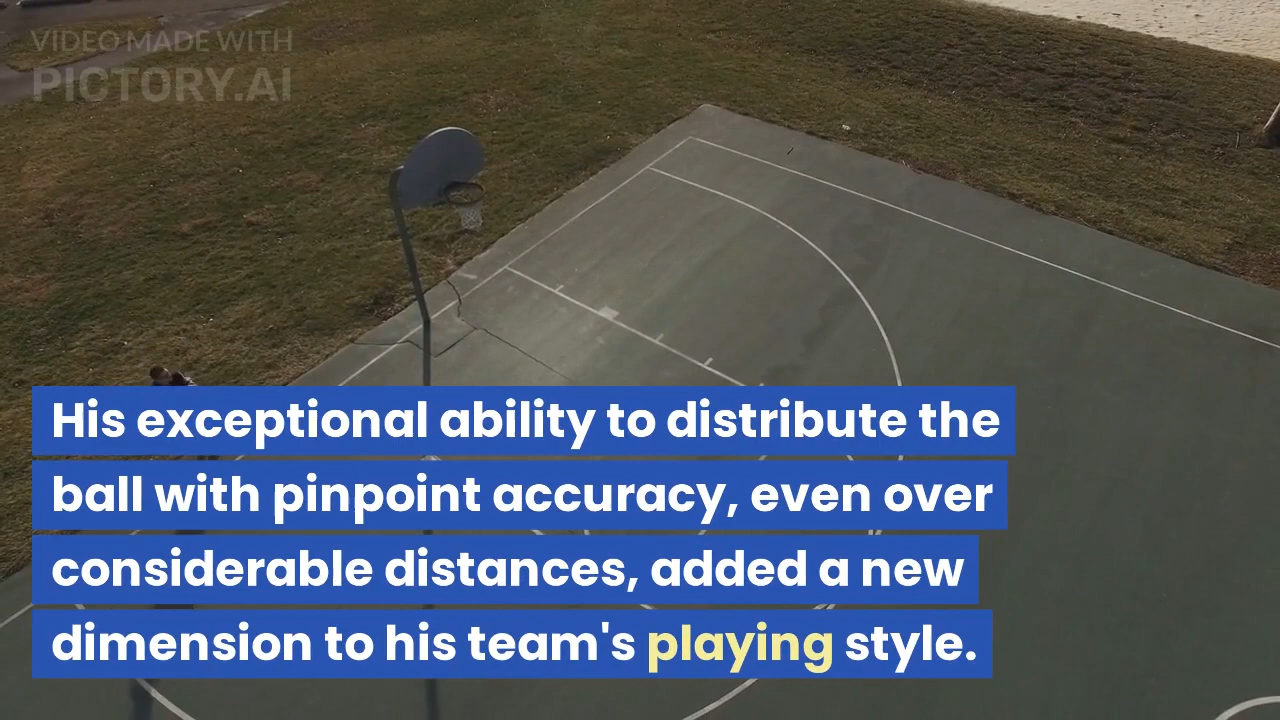 VIDEO MADE WITH
PICTORY.AI
His exceptional ability to distribute the
ball with pinpoint accuracy, even over
considerable distances, added a new
dimension to his team's playing style.